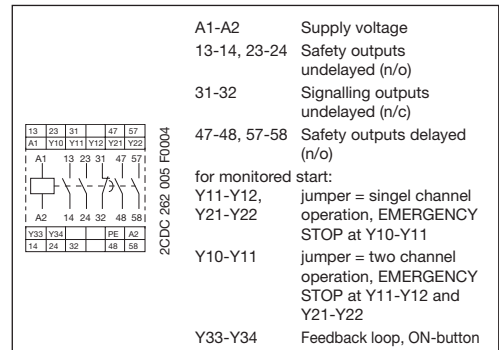 13 23 31 47 57
A1 Y10 Y11 Y12 Y21 Y22
A1 13 23 31 47 57
A2 14 24 32 48 58
Y33 Y34 PE A2
14 24 32 48 58
2CDC 262 005 F0004
A1-A2 Supply voltage
13-14, 23-24 Safety outputs
undelayed (n/o)
31-32 Signalling outputs
undelayed (n/c)
47-48, 57-58 Safety outputs delayed
(n/o)
for monitored
start:
Y11-Y12, jumper = singel channel
Y21-Y22 operation, EMERGENCY
STOP at Y10-Y11
Y10-Y11 jumper = two channel
operation, EMERGENCY
STOP at Y11-Y12 and
Y21-Y22
Y33-Y34 Feedback loop, ON-button